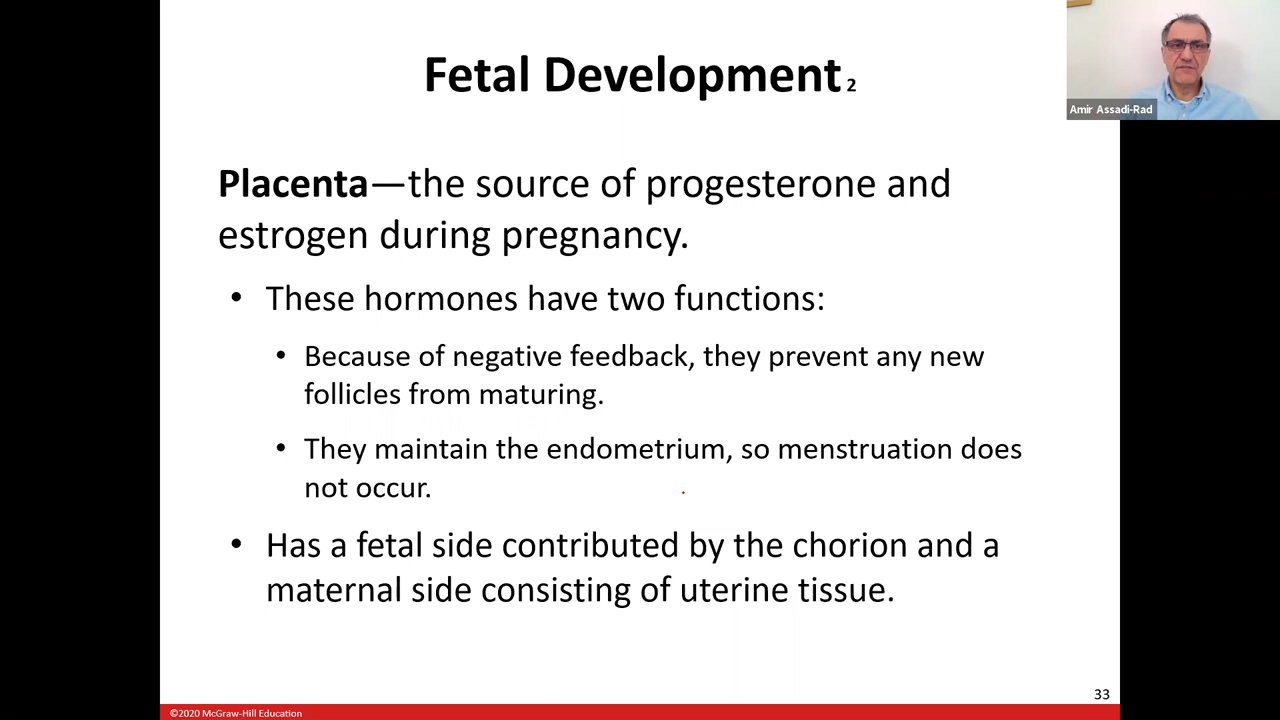 Fetal Development 2
Amir Assadi-Rad
Placenta—the source of progesterone and
estrogen during pregnancy.
• These hormones have two functions:
• Because of negative feedback, they prevent any new
follicles from maturing.
• They maintain the endometrium, so menstruation does
not occur.
• Has a fetal side contributed by the chorion and a
maternal side consisting of uterine tissue.
33
©2020 McGraw-Hill Education